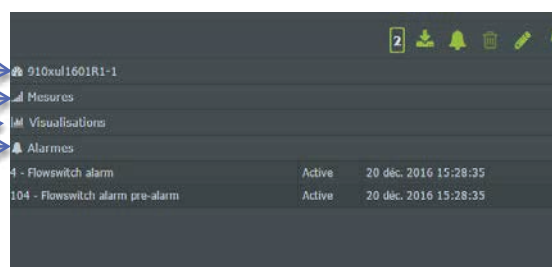 2
910xul1601R1-1
Mesures
Visualisations
Alarmes
4 - Flowswitch alarm Active 20 déc. 2016 15:28:35
104 - Flowswitch alarm pre-alarm Active 20 déc. 2016 15:28:35